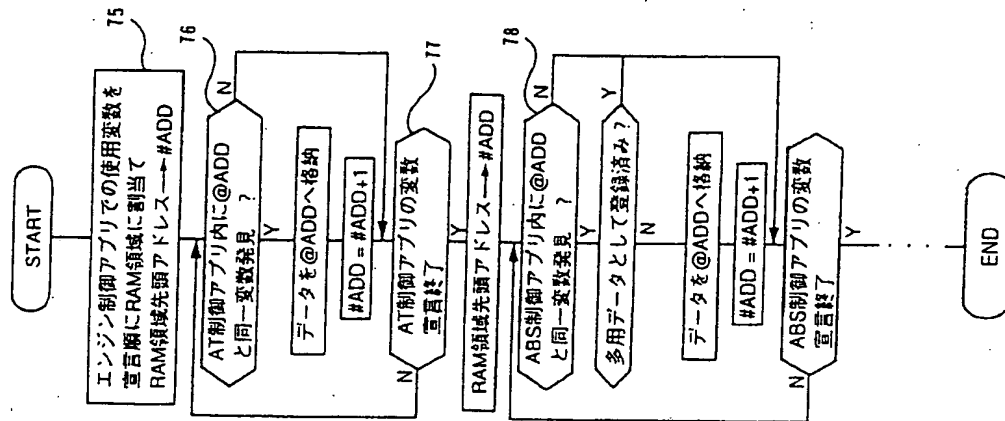 START
75
エンジン制御アプリでの使用変数を
宣言順にRAM領域に割当て
RAM領域先頭アドレス→#ADD
76
AT制御アプリ内に@ADD
と同一変数発見 ?
N
Y
データを@ADDへ格納
#ADD = #ADD+1
77
AT制御アプリの変数
宣言終了
N
Y
RAM領域先頭アドレス→#ADD
78
ABS制御アプリ内に@ADD
と同一変数発見 ?
N
Y
多用データとして登録済み?
Y
N
データを@ADDへ格納
#ADD = #ADD+1
ABS制御アプリの変数
宣言終了
N
Y
END